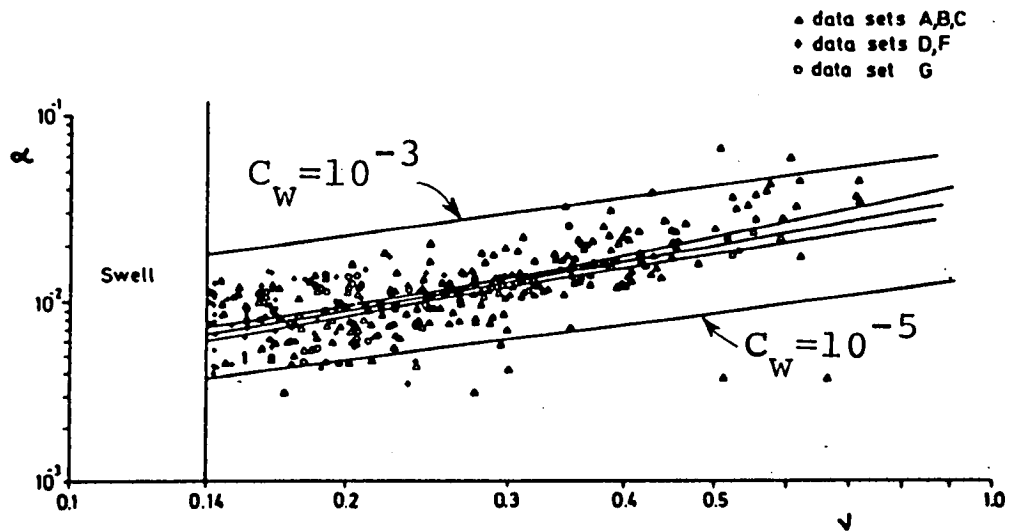 ▲ data sets A,B,C
♦ data sets D,F
○ data set G
10⁻¹
α
C_W=10⁻³
Swell
10⁻²
C_W=10⁻⁵
10⁻³
0.1 0.14 0.2 0.3 0.4 0.5 1.0
ν